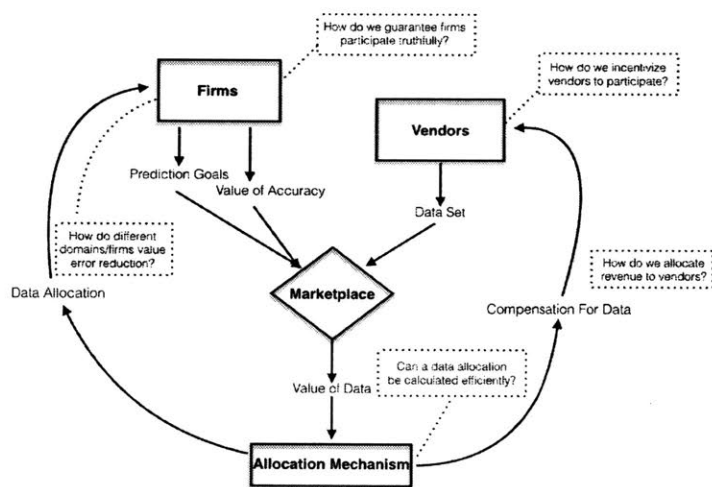 How do we guarantee firms
participate truthfully?
How do we incentivize
vendors to participate?
Firms
Vendors
Prediction Goals
Value of Accuracy
Data Set
How do different
domains/firms value
error reduction?
How do we allocate
revenue to vendors?
Data Allocation
Marketplace
Compensation For Data
Can a data allocation
be calculated efficiently?
Value of Data
Allocation Mechanism